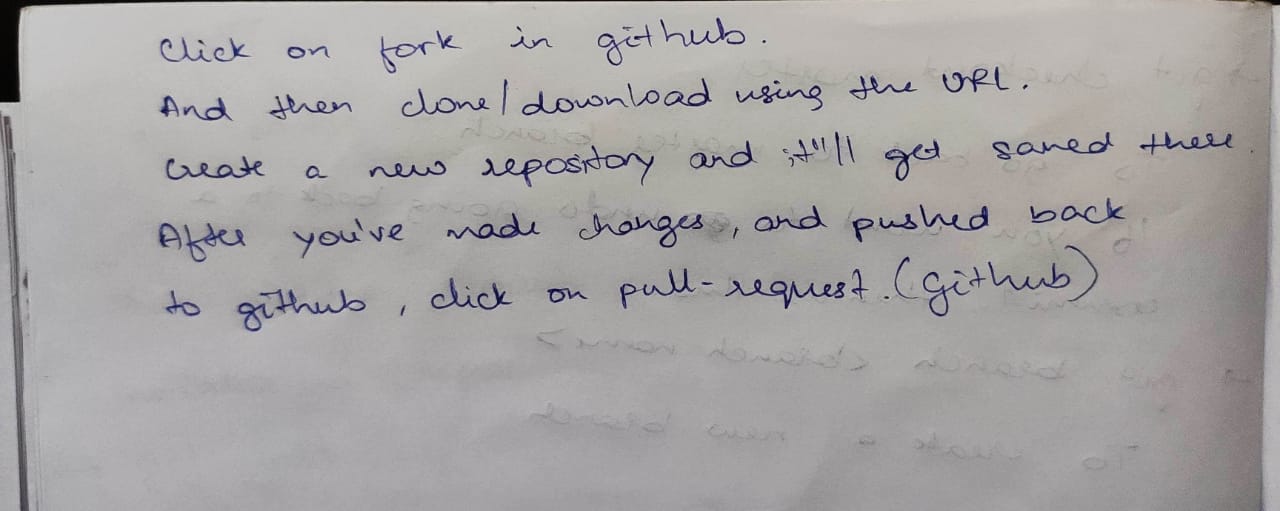 Click on fork in github.
And then clone/download using the URL.
Create a new repository and it"ll get saved there.
After you've made changes, and pushed back
to github, click on pull-request. (github)